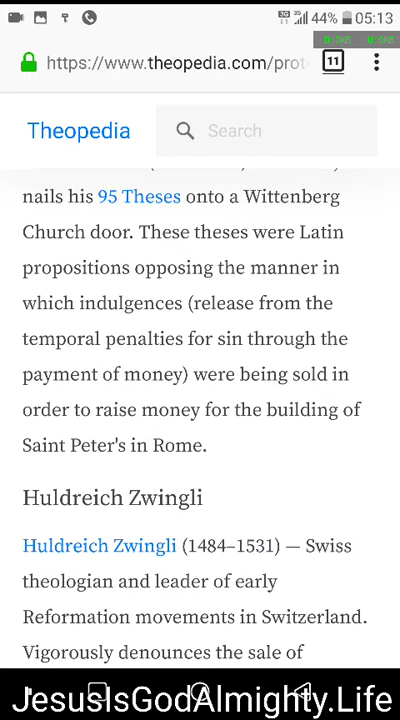 44% 05:13
https://www.theopedia.com/prot
11
Theopedia
Search
nails his 95 Theses onto a Wittenberg
Church door. These theses were Latin
propositions opposing the manner in
which indulgences (release from the
temporal penalties for sin through the
payment of money) were being sold in
order to raise money for the building of
Saint Peter's in Rome.
Huldreich Zwingli
Huldreich Zwingli (1484–1531) — Swiss
theologian and leader of early
Reformation movements in Switzerland.
Vigorously denounces the sale of
JesusIsGodAlmighty.Life